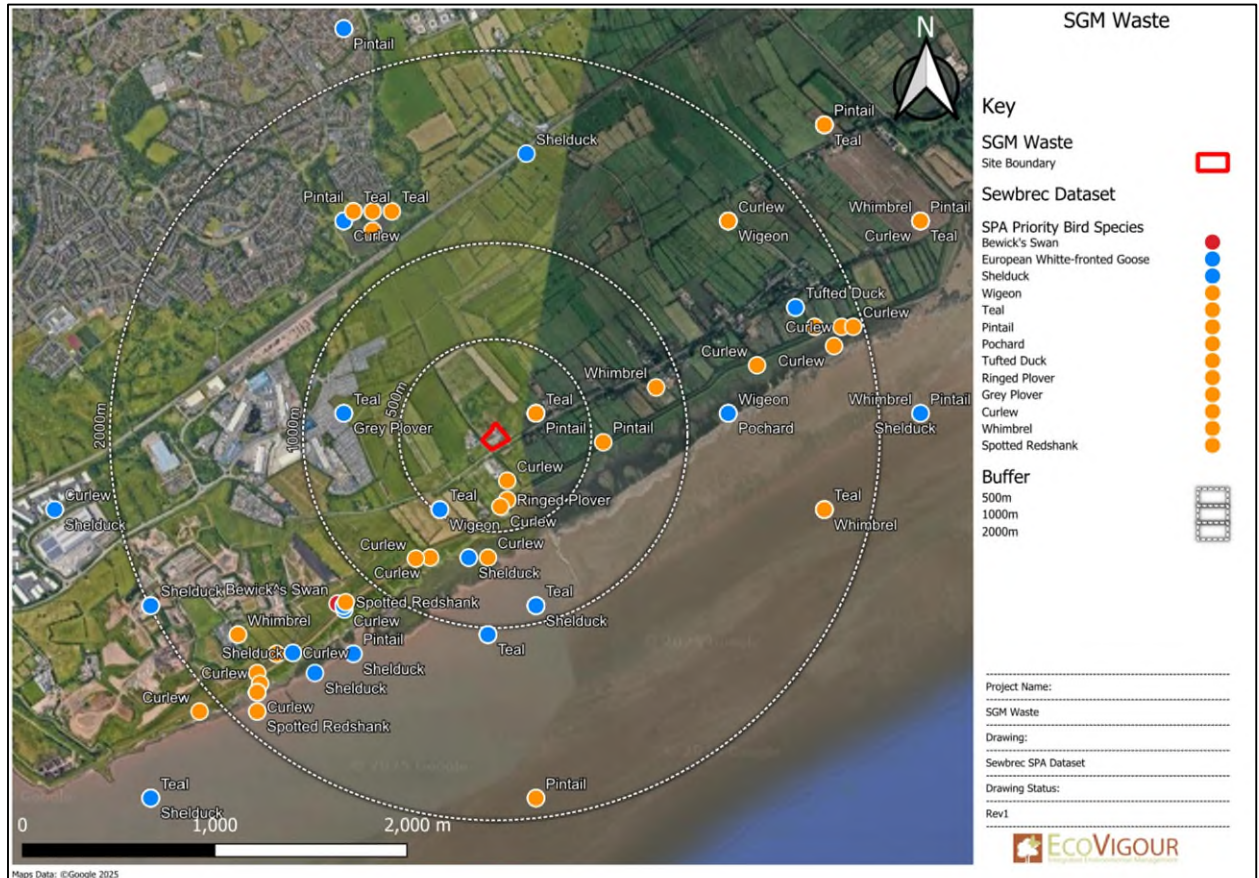 SGM Waste
N
Key
SGM Waste
Site Boundary
Sewbrec Dataset
SPA Priority Bird Species
Bewick's Swan
European Whitte-fronted Goose
Shelduck
Wigeon
Teal
Pintail
Pochard
Tufted Duck
Ringed Plover
Grey Plover
Curlew
Whimbrel
Spotted Redshank
Buffer
500m
1000m
2000m
Project Name:
SGM Waste
Drawing:
Sewbrec SPA Dataset
Drawing Status:
Rev1
ECOVIGOUR
Integrated Environmental Management
Pintail
Pintail
Teal
Shelduck
Pintail Teal Teal
Curlew
Curlew
Wigeon
Whimbrel Pintail
Curlew Teal
Tufted Duck
Curlew Curlew
Curlew
Curlew
Whimbrel
2000m
1000m
500m
Teal
Grey Plover
Teal
Pintail
Pintail
Wigeon
Pochard
Whimbrel Pintail
Shelduck
Curlew
Ringed Plover
Curlew
Teal
Wigeon
Curlew
Shelduck
Teal
Whimbrel
Curlew
Curlew
Curlew
Shelduck
Shelduck
Bewick^s Swan
Spotted Redshank
Curlew
Teal
Shelduck
Whimbrel
Shelduck
Curlew
Pintail
Shelduck
Teal
Curlew
Shelduck
Curlew
Curlew
Spotted Redshank
Teal
Shelduck
Pintail
0 1,000 2,000 m
Maps Data: ©Google 2025